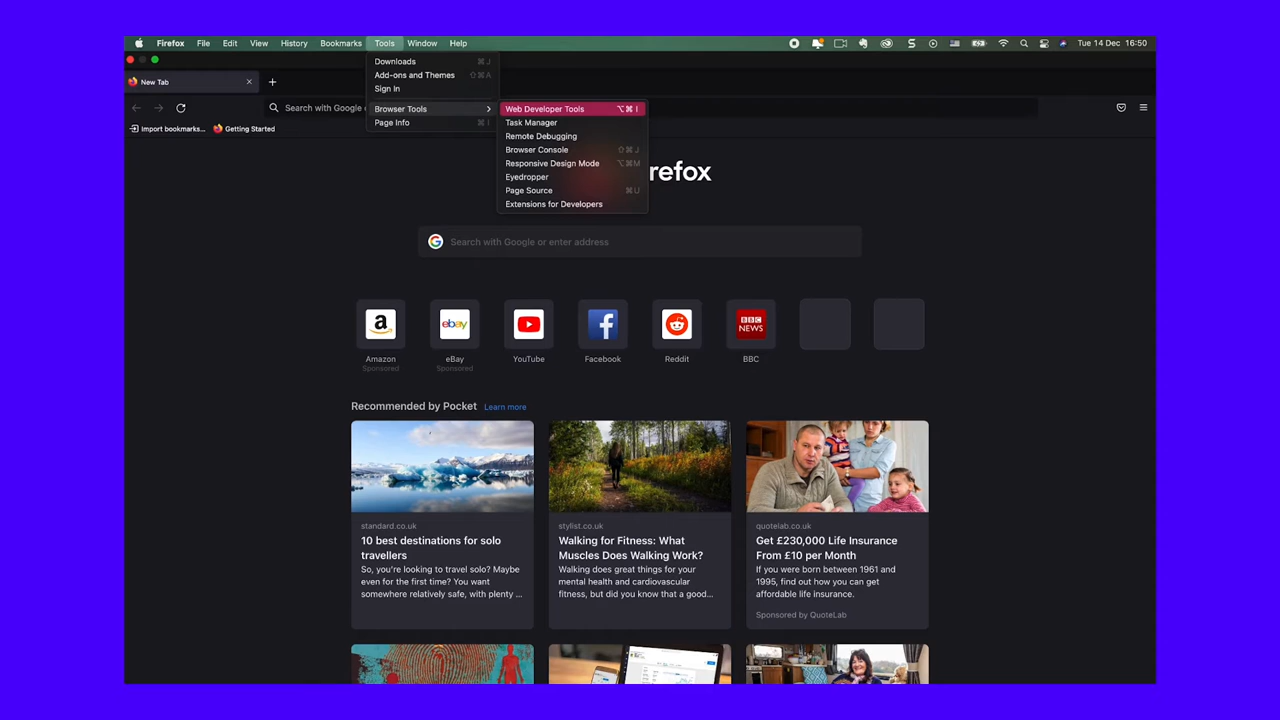 Firefox File Edit View History Bookmarks Tools Window Help Tue 14 Dec 16:50
New Tab
Downloads ⌘J
Add-ons and Themes ⇧⌘A
Sign In
Browser Tools
Page Info ⌘I
Web Developer Tools ⌥⌘I
Task Manager
Remote Debugging
Browser Console ⇧⌘J
Responsive Design Mode ⌥⌘M
Eyedropper
Page Source ⌘U
Extensions for Developers
Search with Google
Import bookmarks... Getting Started
refox
Search with Google or enter address
a
ebay
BBC
NEWS
Amazon eBay YouTube Facebook Reddit BBC
Sponsored Sponsored
Recommended by Pocket Learn more
standard.co.uk
10 best destinations for solo
travellers
So, you're looking to travel solo? Maybe
even for the first time? You want
somewhere relatively safe, with plenty ...
stylist.co.uk
Walking for Fitness: What
Muscles Does Walking Work?
Walking does great things for your
mental health and cardiovascular
fitness, but did you know that a good...
quotelab.co.uk
Get £230,000 Life Insurance
From £10 per Month
If you were born between 1961 and
1995, find out how you can get
affordable life insurance.
Sponsored by QuoteLab